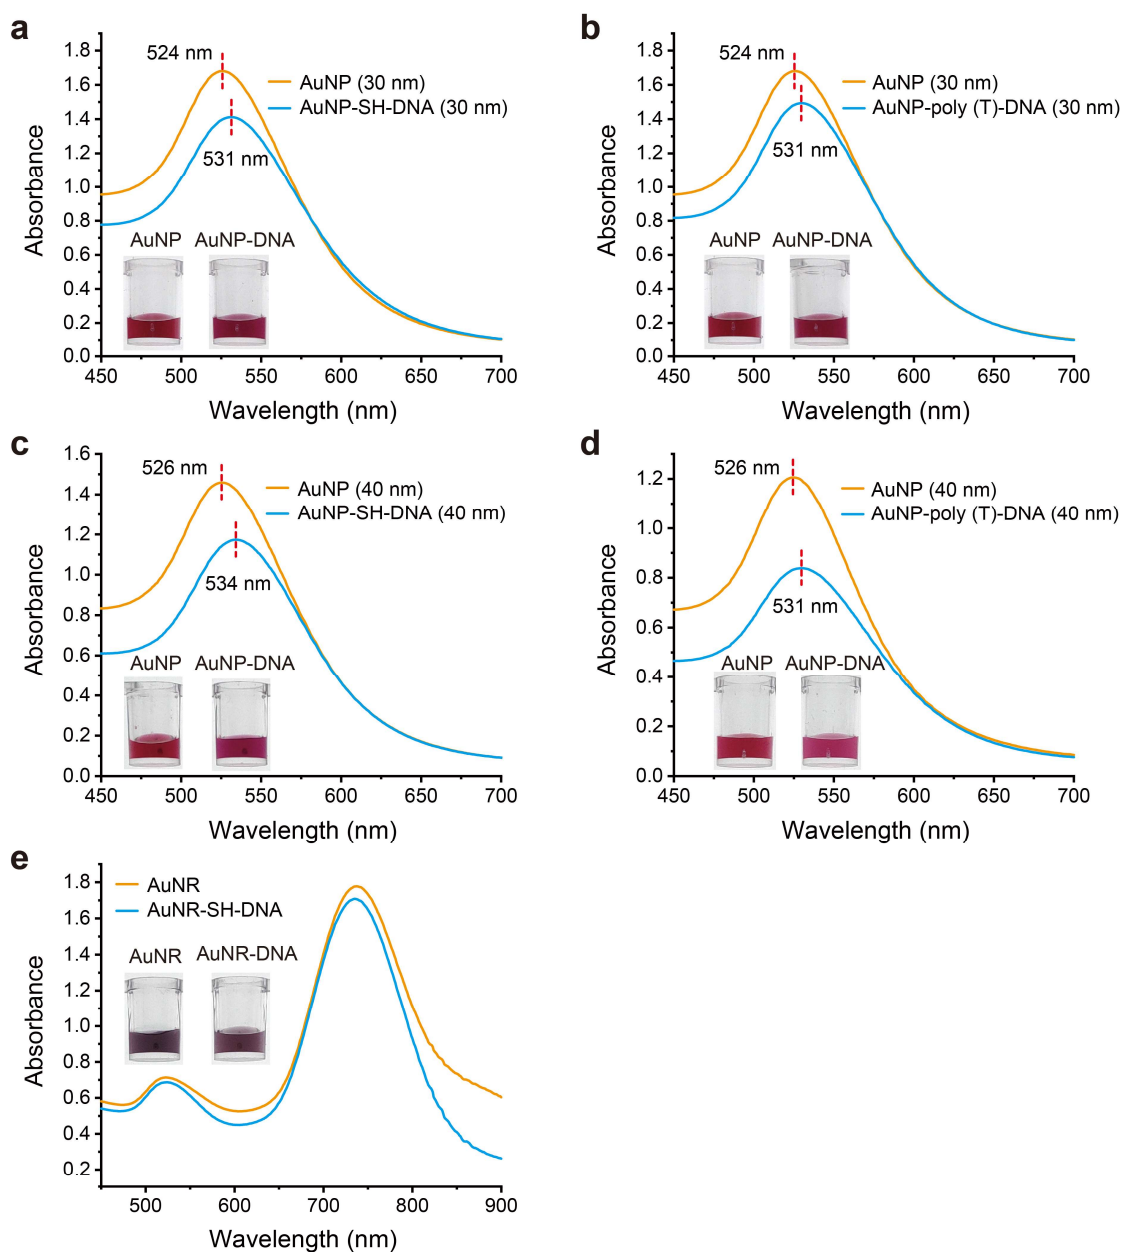 a
1.8
1.6
1.4
1.2
1.0
0.8
0.6
0.4
0.2
0.0
Absorbance
524 nm
531 nm
AuNP (30 nm)
AuNP-SH-DNA (30 nm)
AuNP AuNP-DNA
450 500 550 600 650 700
Wavelength (nm)
b
1.8
1.6
1.4
1.2
1.0
0.8
0.6
0.4
0.2
0.0
Absorbance
524 nm
531 nm
AuNP (30 nm)
AuNP-poly (T)-DNA (30 nm)
AuNP AuNP-DNA
450 500 550 600 650 700
Wavelength (nm)
c
1.6
1.4
1.2
1.0
0.8
0.6
0.4
0.2
0.0
Absorbance
526 nm
534 nm
AuNP (40 nm)
AuNP-SH-DNA (40 nm)
AuNP AuNP-DNA
450 500 550 600 650 700
Wavelength (nm)
d
1.2
1.0
0.8
0.6
0.4
0.2
0.0
Absorbance
526 nm
531 nm
AuNP (40 nm)
AuNP-poly (T)-DNA (40 nm)
AuNP AuNP-DNA
450 500 550 600 650 700
Wavelength (nm)
e
1.8
1.6
1.4
1.2
1.0
0.8
0.6
0.4
0.2
Absorbance
AuNR
AuNR-SH-DNA
AuNR AuNR-DNA
500 600 700 800 900
Wavelength (nm)